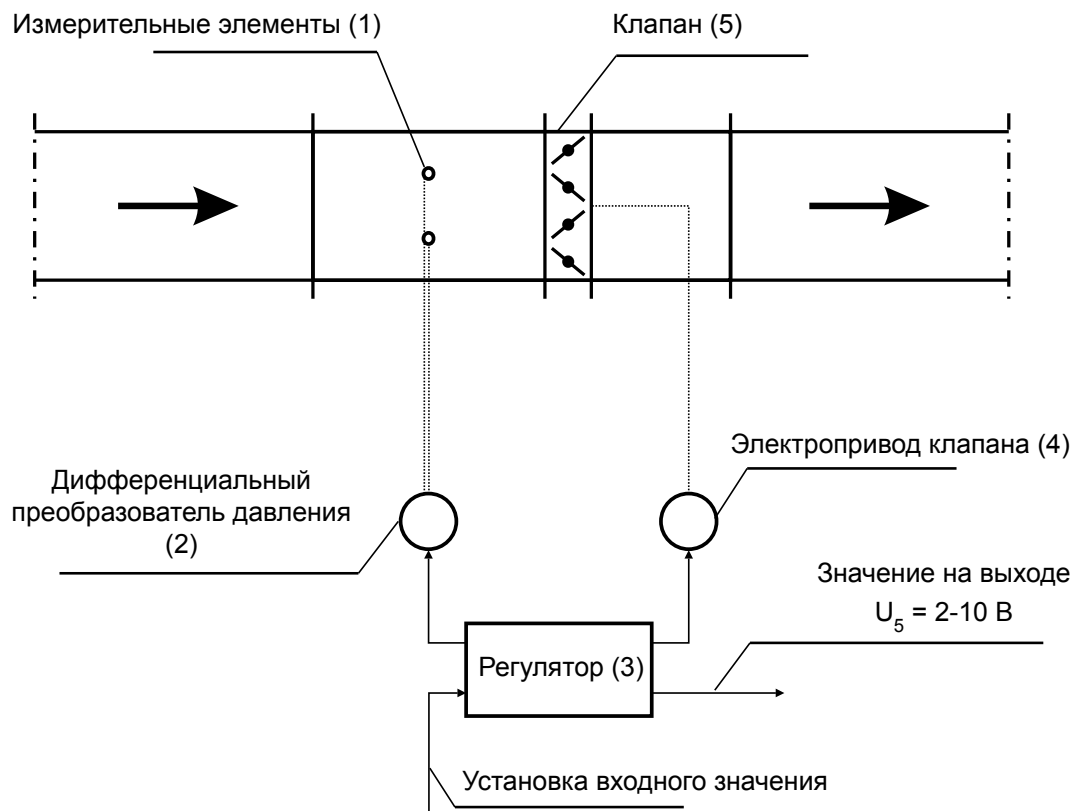 Измерительные элементы (1)
Клапан (5)
Электропривод клапана (4)
Дифференциальный
преобразователь давления
(2)
Значение на выходе
U₅ = 2-10 В
Регулятор (3)
Установка входного значения